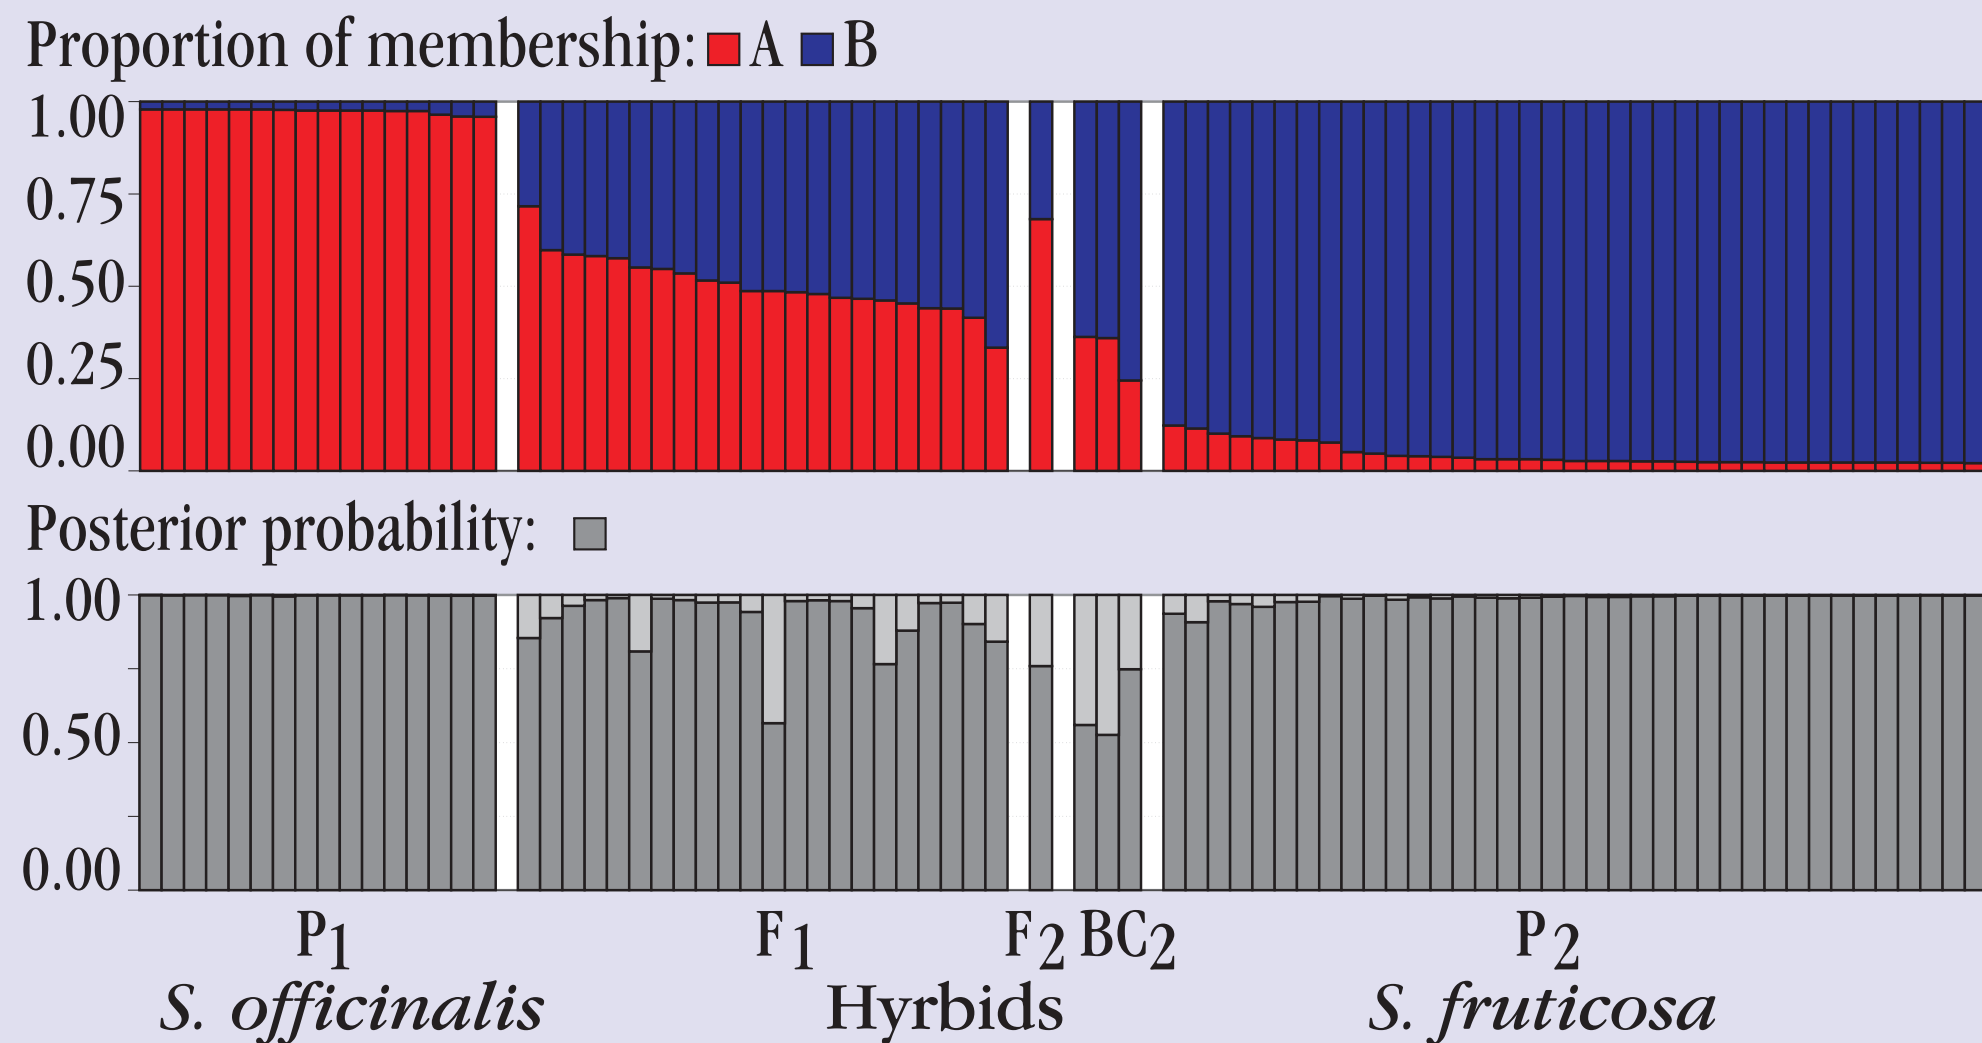 Proportion of membership: A B
1.00
0.75
0.50
0.25
0.00
Posterior probability:
1.00
0.50
0.00
P1 F1 F2 BC2 P2
S. officinalis Hyrbids S. fruticosa